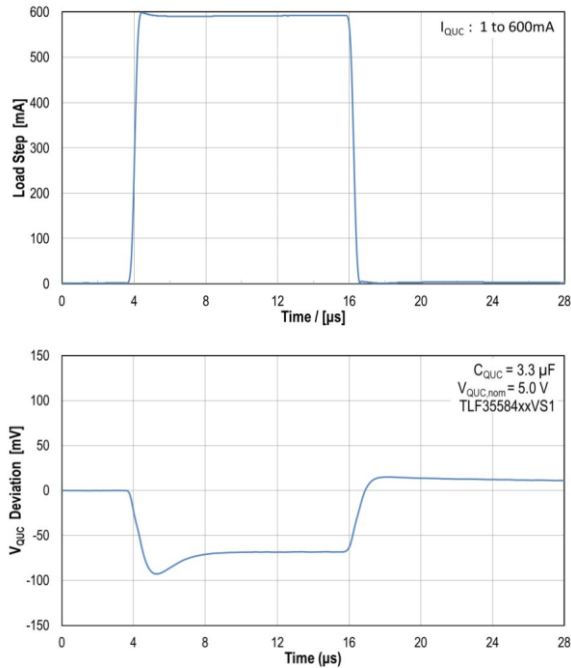 600
500
400
300
200
100
0
Load Step [mA]
I_QUC : 1 to 600mA
0 4 8 12 16 20 24 28
Time / [µs]
150
100
50
0
-50
-100
-150
V_QUC Deviation [mV]
C_QUC = 3.3 µF
V_QUC,nom = 5.0 V
TLF35584xxVS1
0 4 8 12 16 20 24 28
Time (µs)